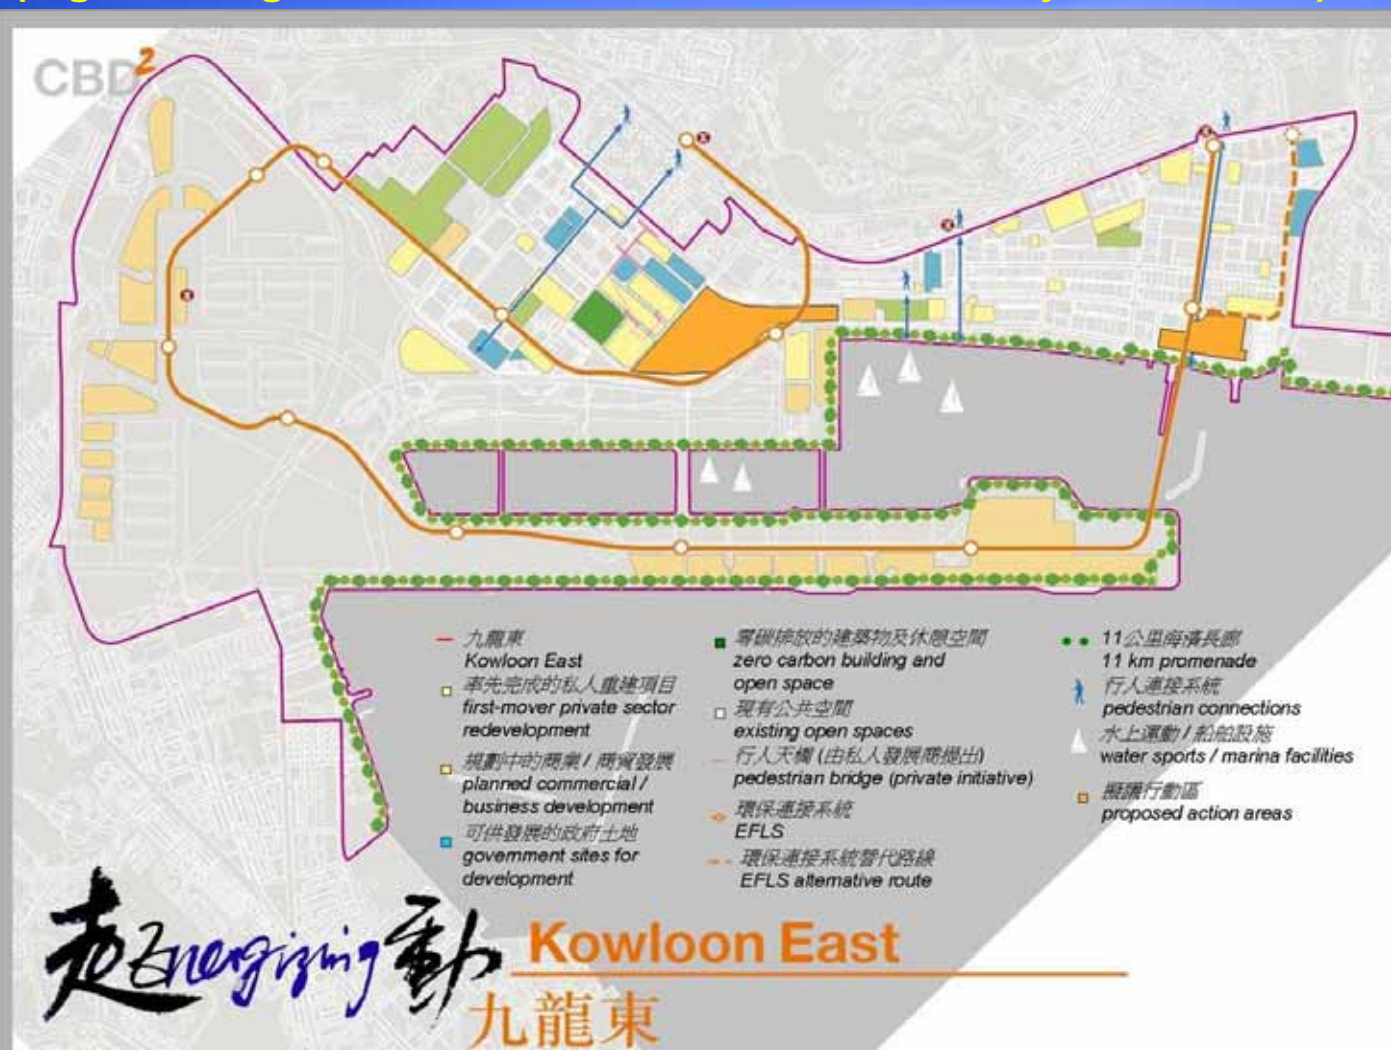 CBD²
九龍東
Kowloon East
率先完成的私人重建項目
first-mover private sector
redevelopment
規劃中的商業 / 商貿發展
planned commercial /
business development
可供發展的政府土地
government sites for
development
零碳排放的建築物及休憩空間
zero carbon building and
open space
現有公共空間
existing open spaces
行人天橋 (由私人發展商提出)
pedestrian bridge (private initiative)
環保連接系統
EFLS
環保連接系統替代路線
EFLS alternative route
11公里海濱長廊
11 km promenade
行人連接系統
pedestrian connections
水上運動 / 船舶設施
water sports / marina facilities
擬議行動區
proposed action areas
起 Energizing 動
Kowloon East
九龍東